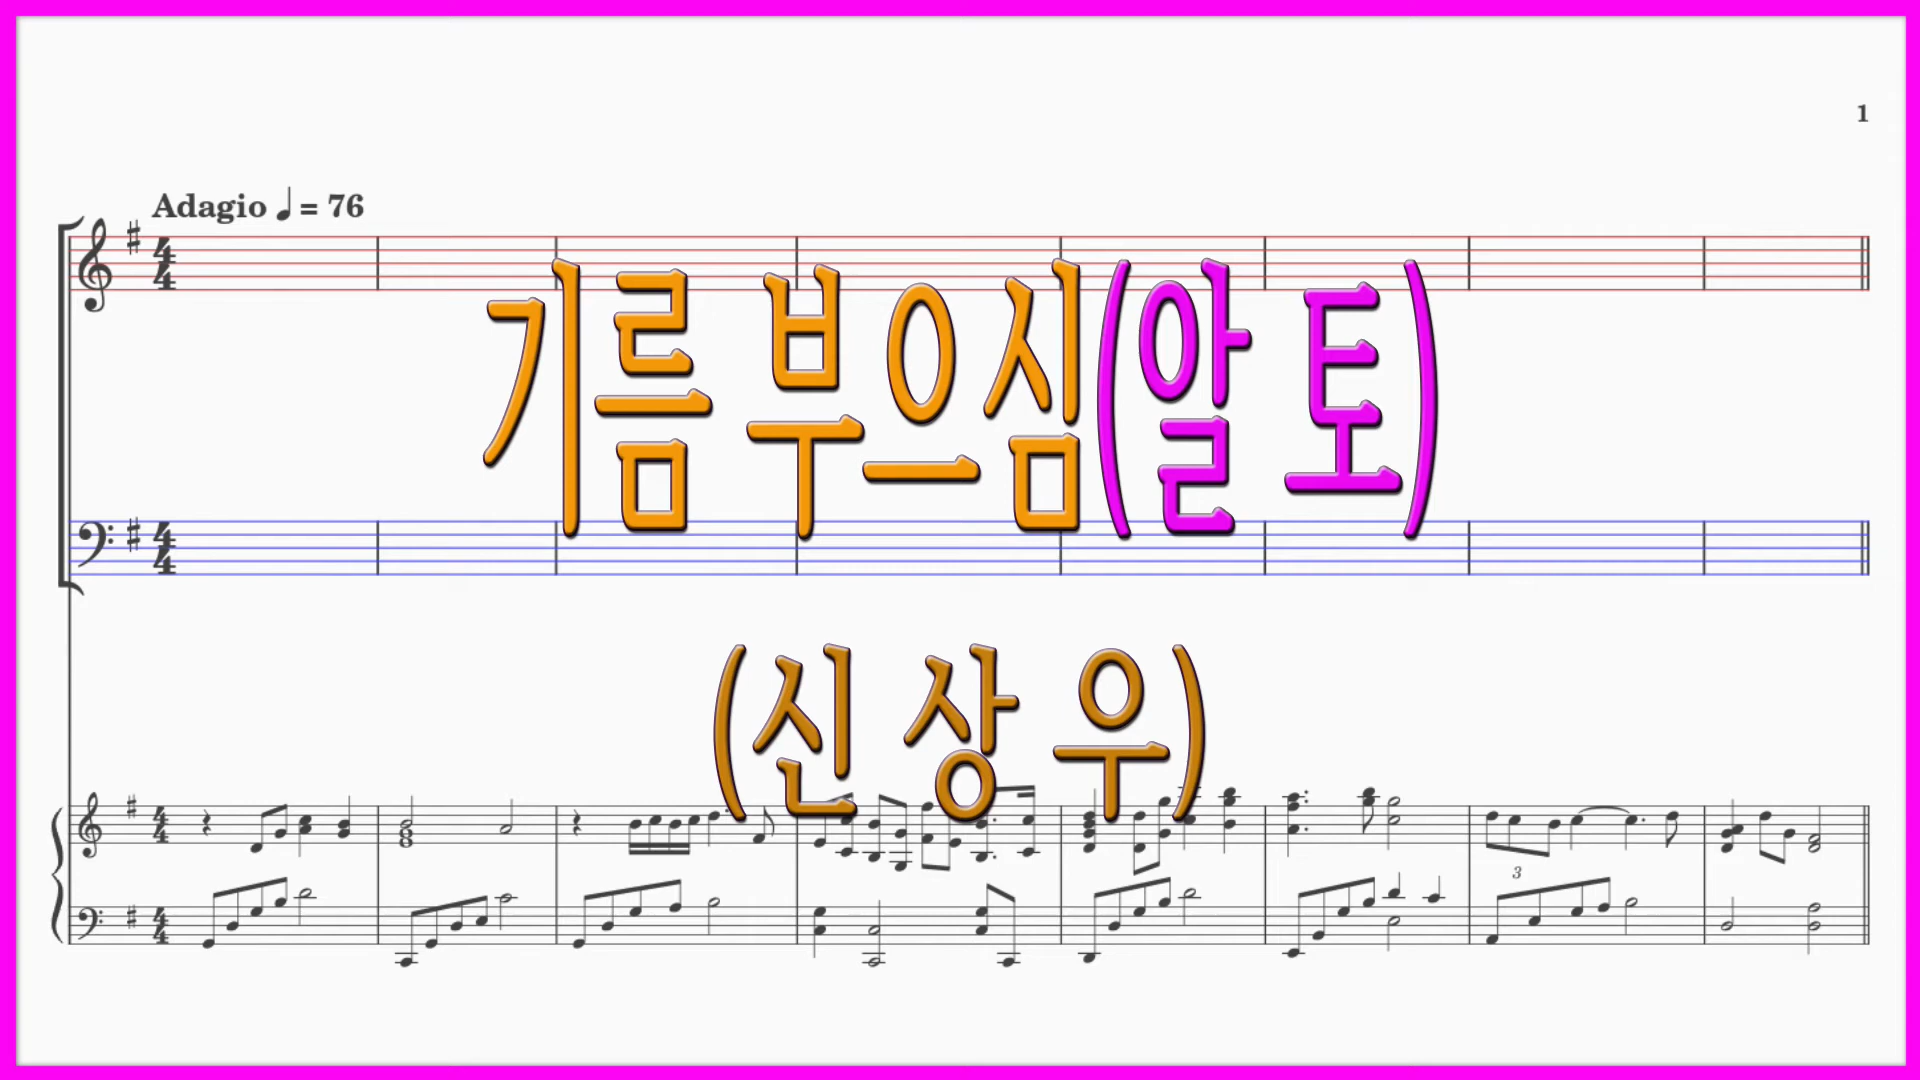 1
Adagio ♩ = 76
기름 부으심(알 토)
(신 상 우)
3